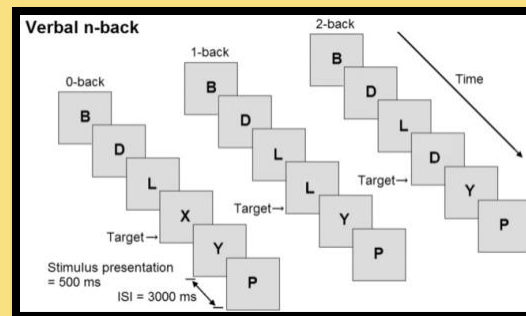 Verbal n-back
0-back
B
D
L
X
Target→
Y
P
Stimulus presentation
= 500 ms
ISI = 3000 ms
1-back
B
D
L
L
Target→
Y
P
2-back
B
D
L
D
Target→
Y
P
Time